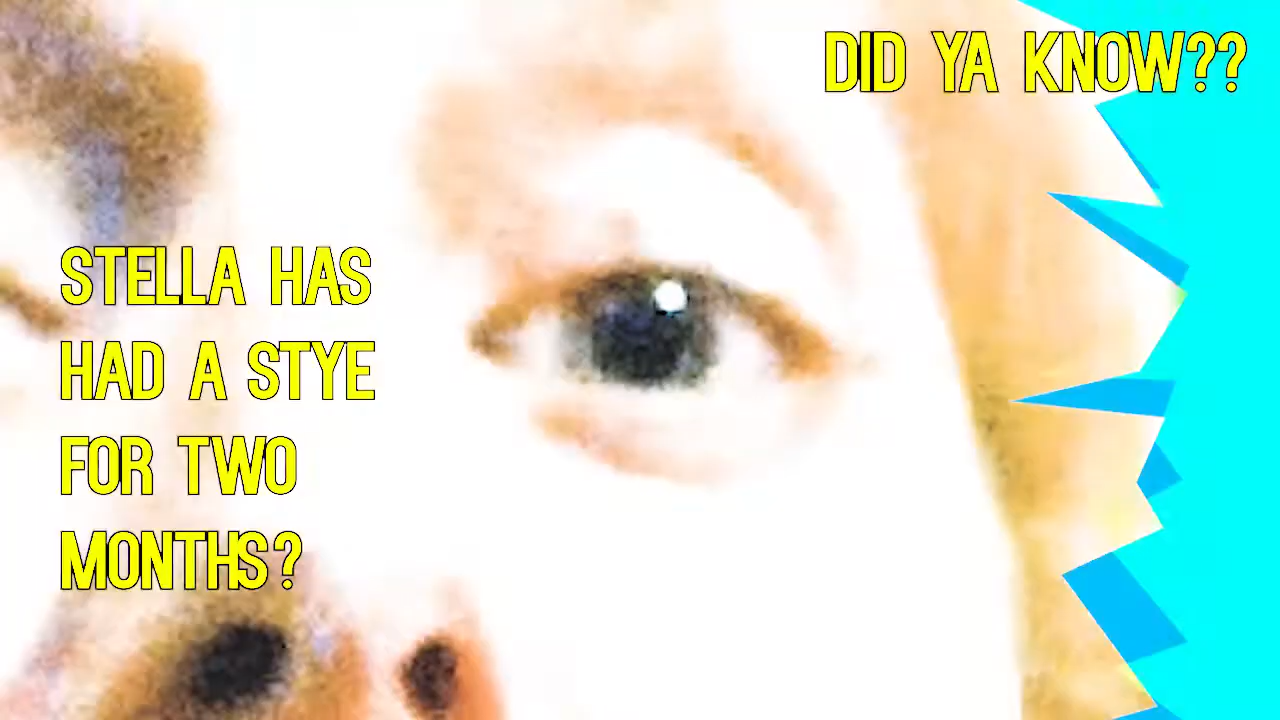 DID YA KNOW??
STELLA HAS
HAD A STYE
FOR TWO
MONTHS?